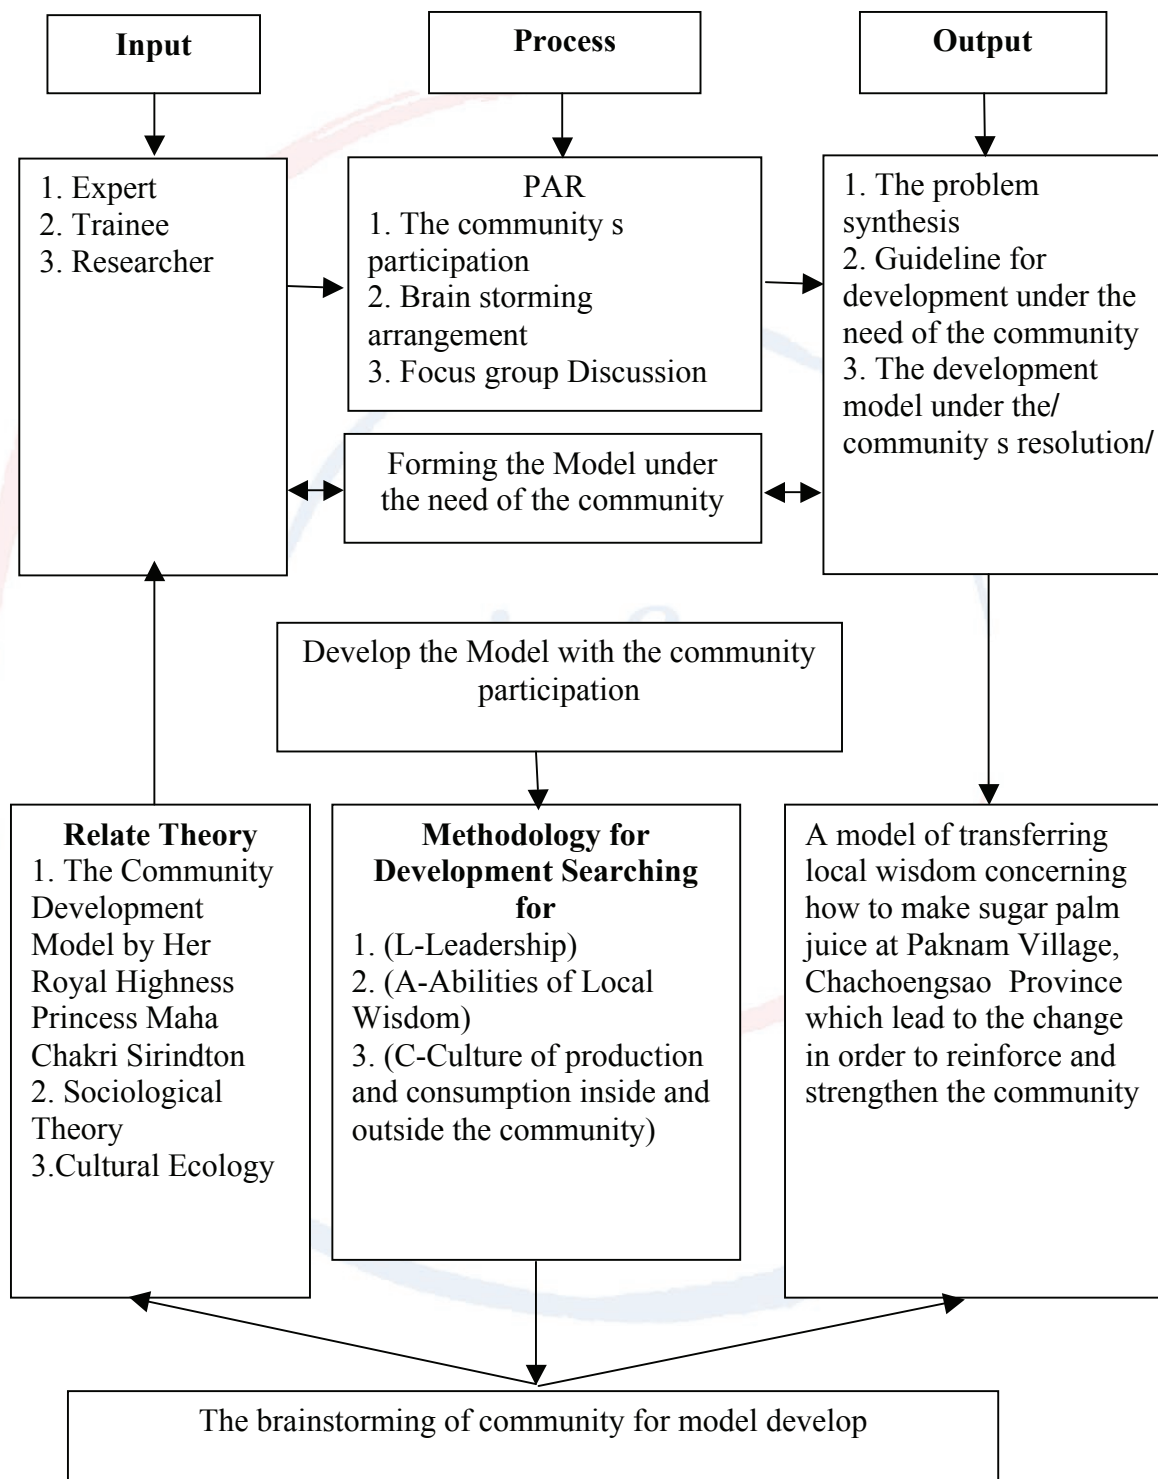 Input
Process
Output
1. Expert
2. Trainee
3. Researcher
PAR
1. The community s
participation
2. Brain storming
arrangement
3. Focus group Discussion
1. The problem
synthesis
2. Guideline for
development under the
need of the community
3. The development
model under the/
community s resolution/
Forming the Model under
the need of the community
Develop the Model with the community
participation
Relate Theory
1. The Community
Development
Model by Her
Royal Highness
Princess Maha
Chakri Sirindton
2. Sociological
Theory
3.Cultural Ecology
Methodology for
Development Searching
for
1. (L-Leadership)
2. (A-Abilities of Local
Wisdom)
3. (C-Culture of production
and consumption inside and
outside the community)
A model of transferring
local wisdom concerning
how to make sugar palm
juice at Paknam Village,
Chachoengsao Province
which lead to the change
in order to reinforce and
strengthen the community
The brainstorming of community for model develop